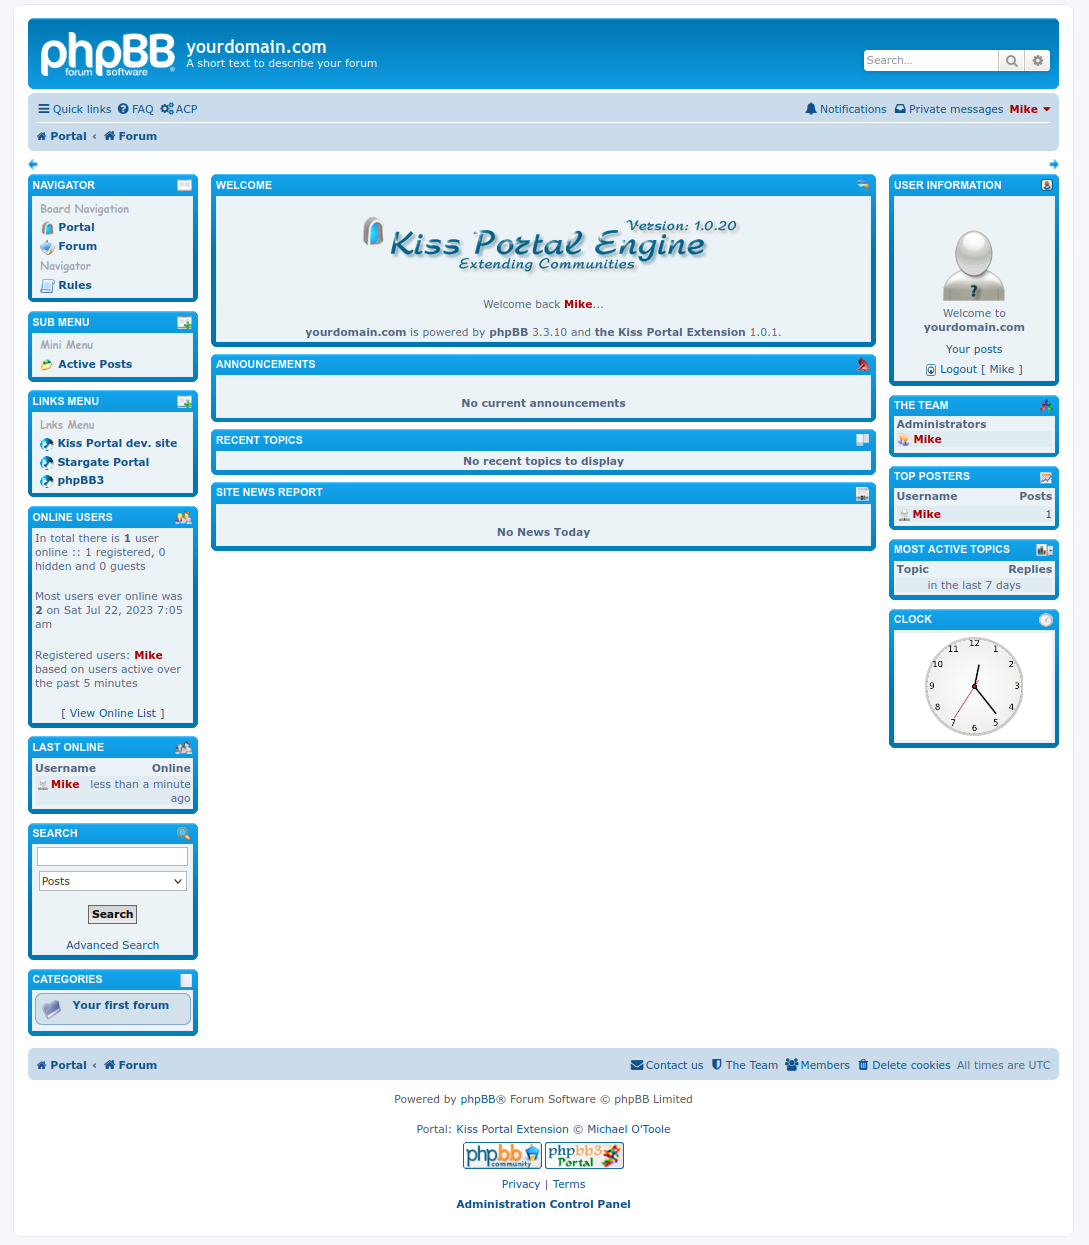 phpBB
forum software
yourdomain.com
A short text to describe your forum
Search...
Quick links FAQ ACP
Notifications Private messages Mike
Portal ‹ Forum
NAVIGATOR
Board Navigation
Portal
Forum
Navigator
Rules
SUB MENU
Mini Menu
Active Posts
LINKS MENU
Lnks Menu
Kiss Portal dev. site
Stargate Portal
phpBB3
ONLINE USERS
In total there is 1 user
online :: 1 registered, 0
hidden and 0 guests
Most users ever online was
2 on Sat Jul 22, 2023 7:05
am
Registered users: Mike
based on users active over
the past 5 minutes
[ View Online List ]
LAST ONLINE
Username Online
Mike less than a minute
ago
SEARCH
Posts
Search
Advanced Search
CATEGORIES
Your first forum
WELCOME
Version: 1.0.20
Kiss Portal Engine
Extending Communities
Welcome back Mike...
yourdomain.com is powered by phpBB 3.3.10 and the Kiss Portal Extension 1.0.1.
ANNOUNCEMENTS
No current announcements
RECENT TOPICS
No recent topics to display
SITE NEWS REPORT
No News Today
USER INFORMATION
?
Welcome to
yourdomain.com
Your posts
Logout [ Mike ]
THE TEAM
Administrators
Mike
TOP POSTERS
Username Posts
Mike 1
MOST ACTIVE TOPICS
Topic Replies
in the last 7 days
CLOCK
12
11 1
10 2
9 3
8 4
7 5
6
Portal ‹ Forum
Contact us The Team Members Delete cookies All times are UTC
Powered by phpBB® Forum Software © phpBB Limited
Portal: Kiss Portal Extension © Michael O'Toole
phpbb community
phpbb3 Portal
Privacy | Terms
Administration Control Panel